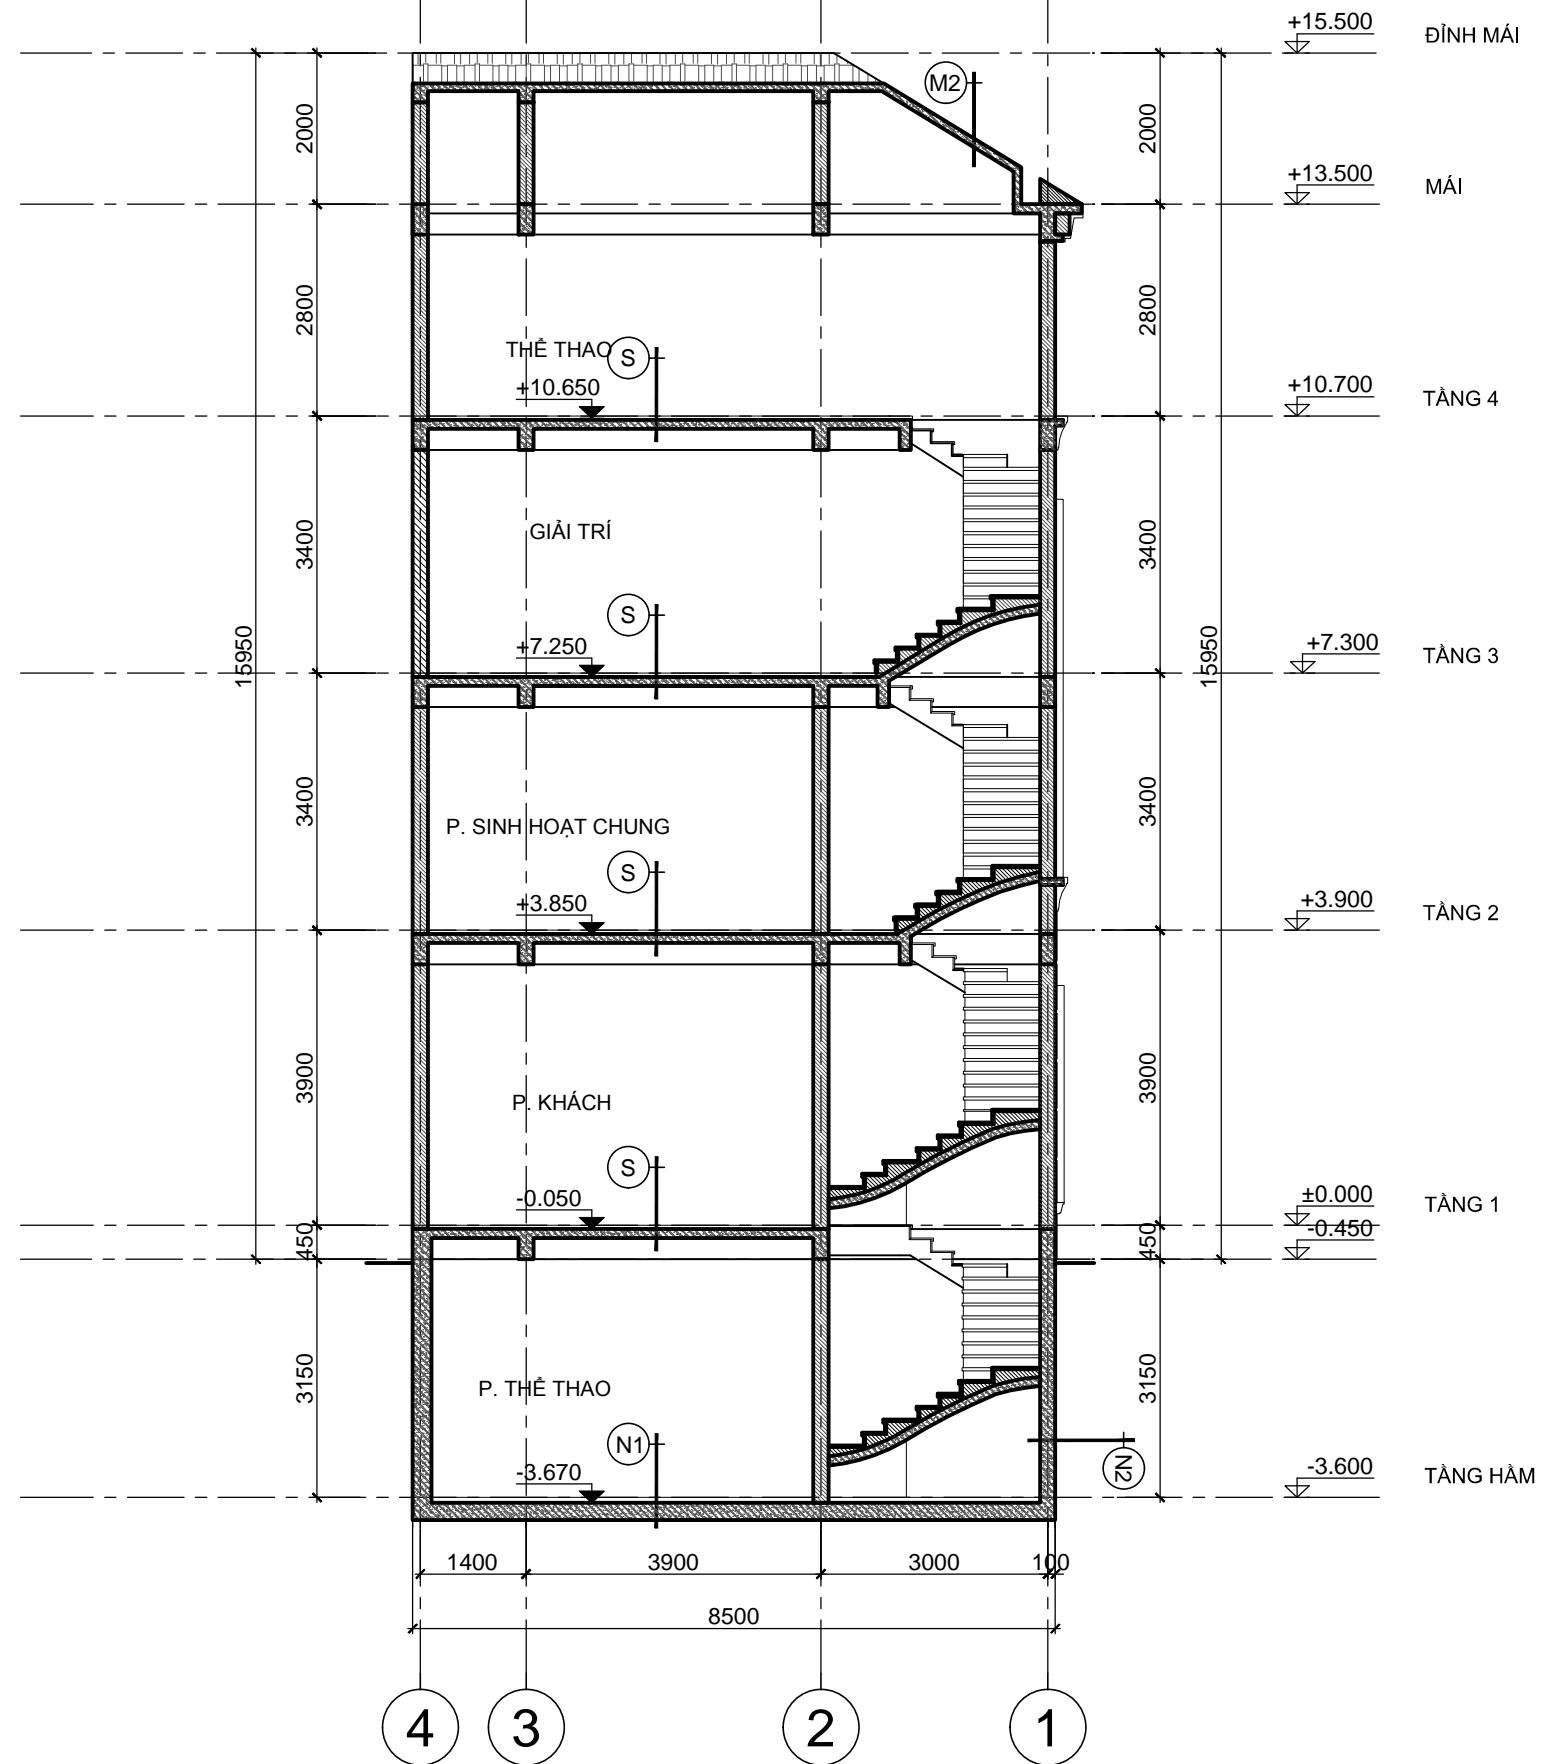 +15.500
ĐỈNH MÁI
M2
2000
2000
+13.500
MÁI
2800
2800
THỂ THAO
S
+10.650
+10.700
TẦNG 4
3400
GIẢI TRÍ
3400
S
15950
+7.250
15950
+7.300
TẦNG 3
3400
P. SINH HOẠT CHUNG
3400
S
+3.850
+3.900
TẦNG 2
3900
P. KHÁCH
3900
S
-0.050
±0.000
TẦNG 1
450
450
-0.450
3150
P. THỂ THAO
3150
N1
N2
-3.670
-3.600
TẦNG HẦM
1400
3900
3000
100
8500
4
3
2
1